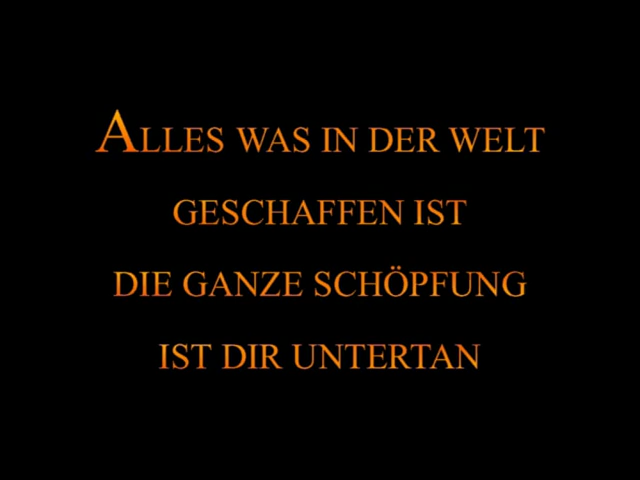 ALLES WAS IN DER WELT
GESCHAFFEN IST
DIE GANZE SCHÖPFUNG
IST DIR UNTERTAN